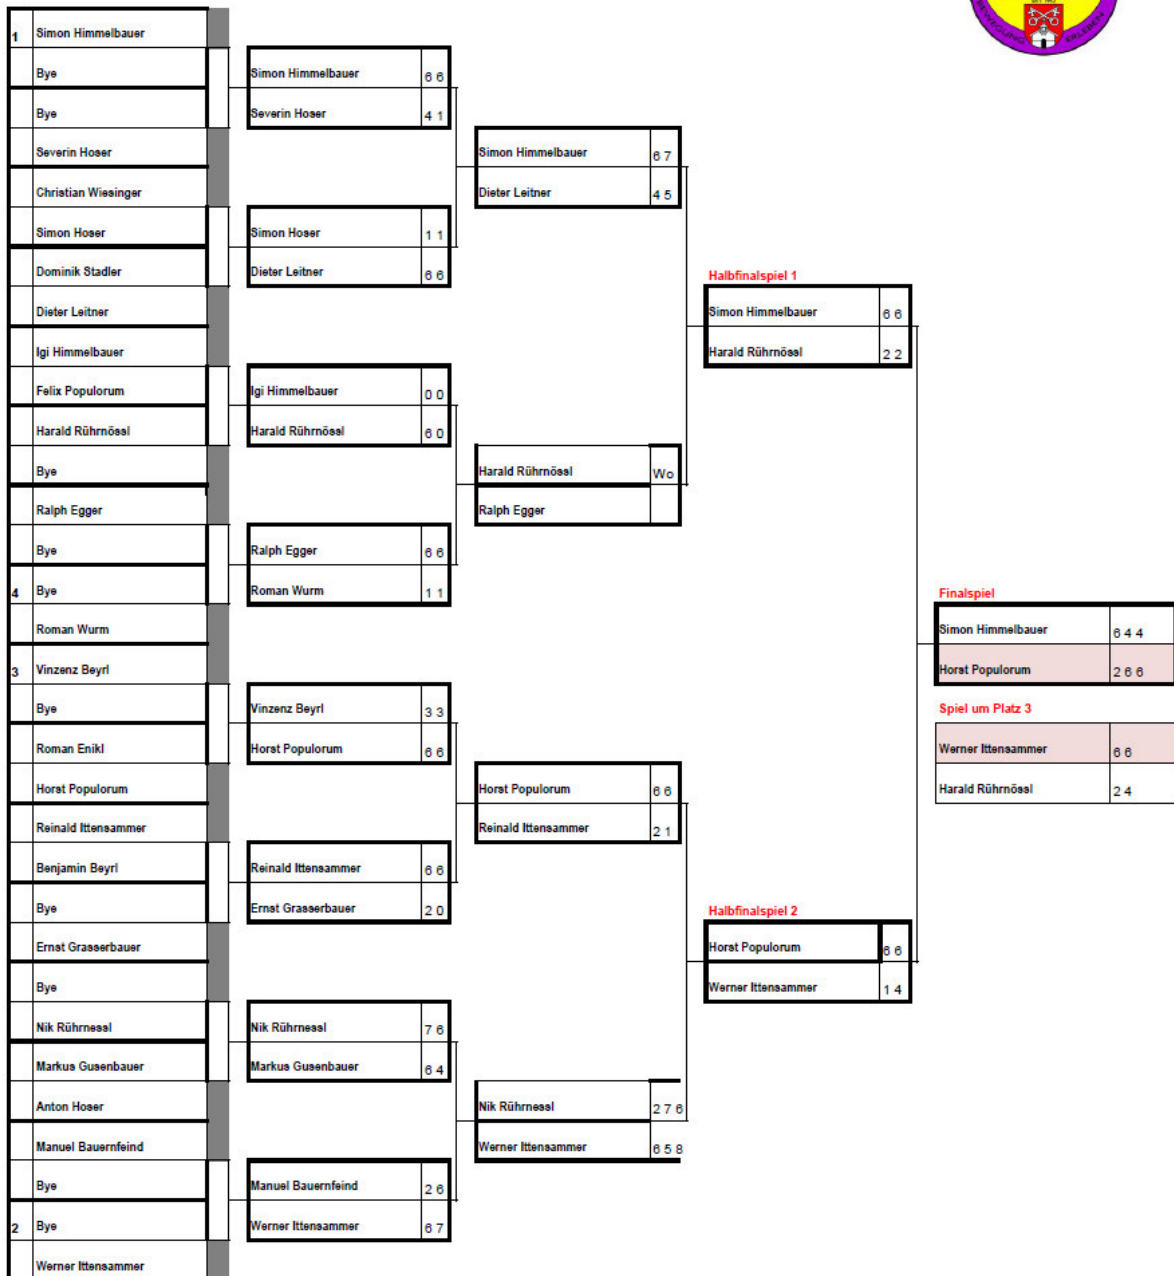 SEIT 1962
BEWEGUNG ERLEBEN
1 Simon Himmelbauer
Bye
Bye
Severin Hoser
Christian Wiesinger
Simon Hoser
Dominik Stadler
Dieter Leitner
Igi Himmelbauer
Felix Populorum
Harald Rührnössl
Bye
Ralph Egger
Bye
4 Bye
Roman Wurm
3 Vinzenz Beyrl
Bye
Roman Enikl
Horst Populorum
Reinald Ittensammer
Benjamin Beyrl
Bye
Ernst Grasserbauer
Bye
Nik Rührnessl
Markus Gusenbauer
Anton Hoser
Manuel Bauernfeind
Bye
2 Bye
Werner Ittensammer
Simon Himmelbauer 6 6
Severin Hoser 4 1
Simon Hoser 1 1
Dieter Leitner 6 6
Igi Himmelbauer 0 0
Harald Rührnössl 6 0
Ralph Egger 6 6
Roman Wurm 1 1
Vinzenz Beyrl 3 3
Horst Populorum 6 6
Reinald Ittensammer 6 6
Ernst Grasserbauer 2 0
Nik Rührnessl 7 6
Markus Gusenbauer 6 4
Manuel Bauernfeind 2 6
Werner Ittensammer 6 7
Simon Himmelbauer 6 7
Dieter Leitner 4 5
Harald Rührnössl Wo
Ralph Egger
Horst Populorum 6 6
Reinald Ittensammer 2 1
Nik Rührnessl 2 7 6
Werner Ittensammer 6 5 8
Halbfinalspiel 1
Simon Himmelbauer 6 6
Harald Rührnössl 2 2
Halbfinalspiel 2
Horst Populorum 6 6
Werner Ittensammer 1 4
Finalspiel
Simon Himmelbauer 6 4 4
Horst Populorum 2 6 6
Spiel um Platz 3
Werner Ittensammer 6 6
Harald Rührnössl 2 4